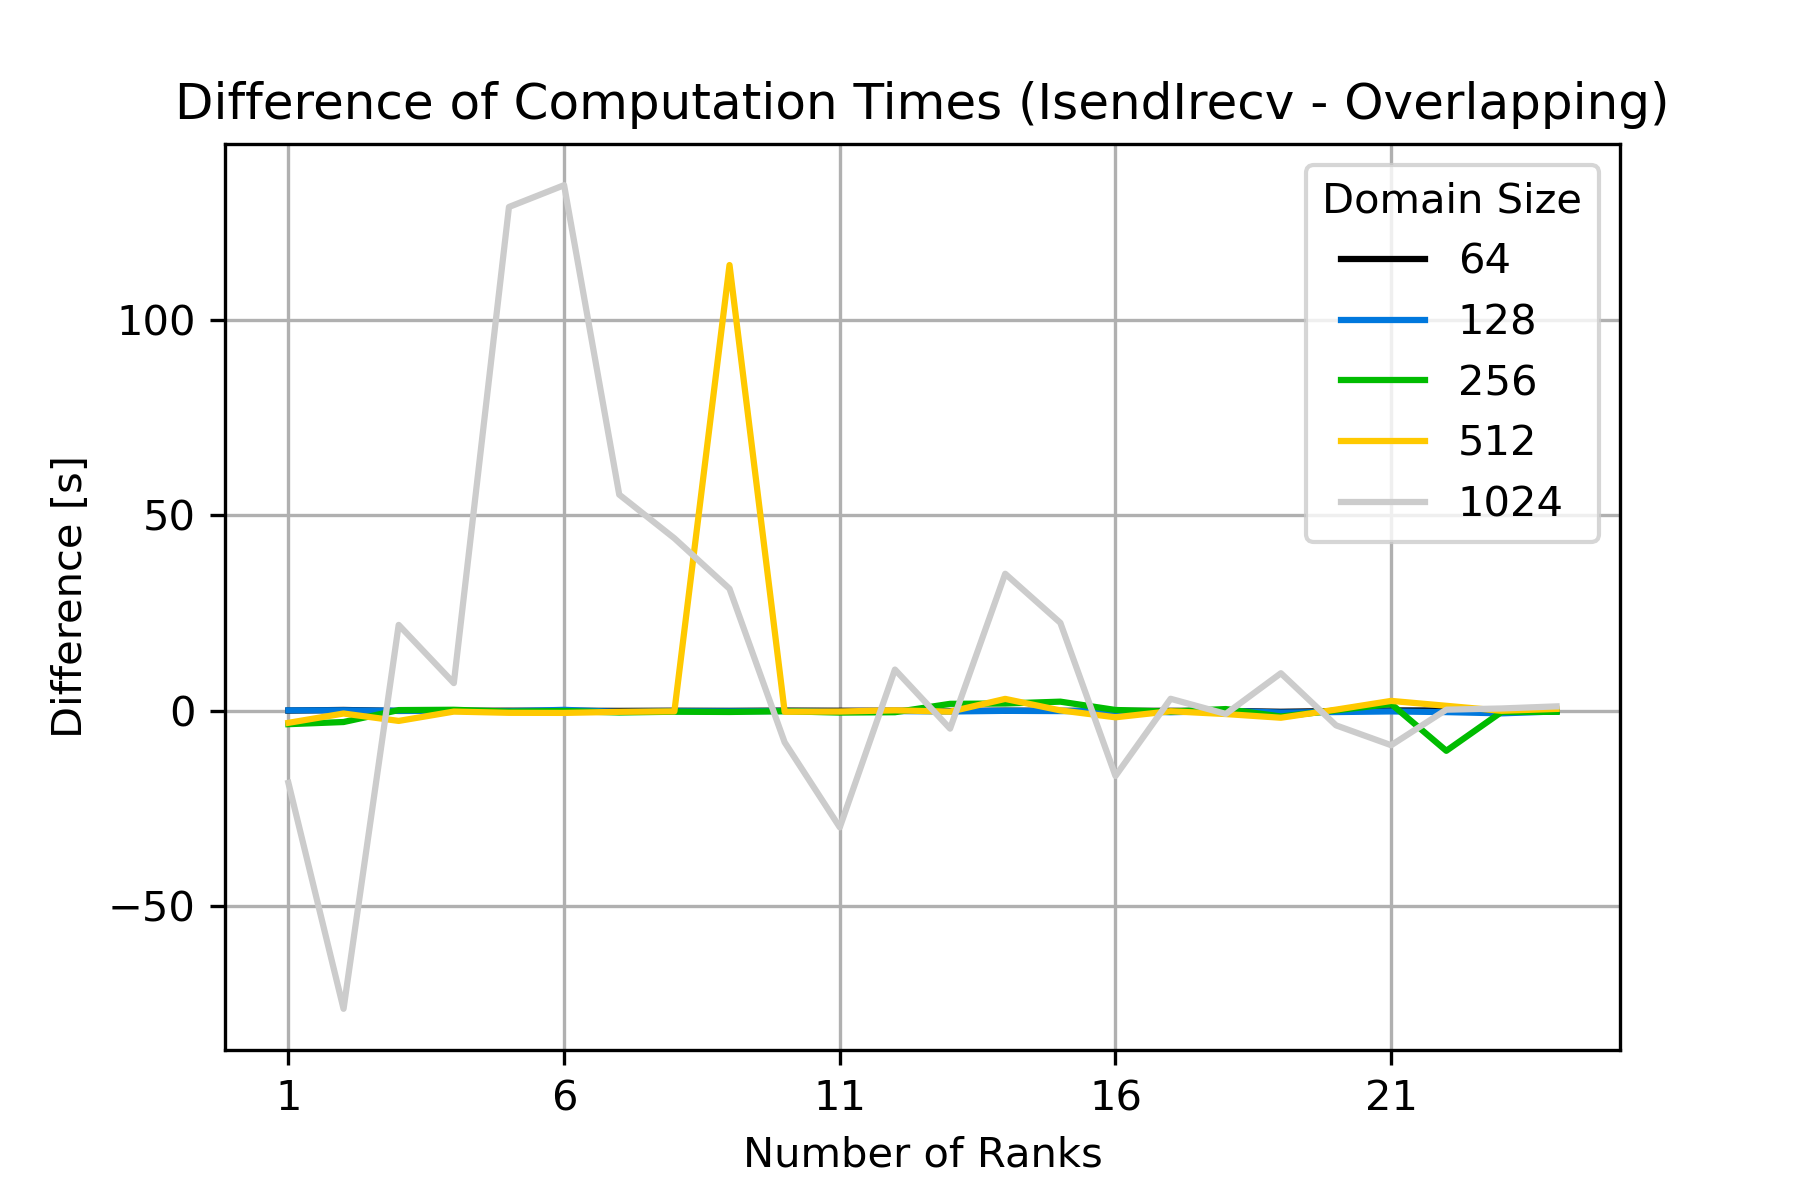 Difference of Computation Times (IsendIrecv - Overlapping)
Domain Size
64
128
256
512
1024
100
50
0
−50
Difference [s]
1 6 11 16 21
Number of Ranks